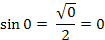 sin 0 = √0/2 = 0